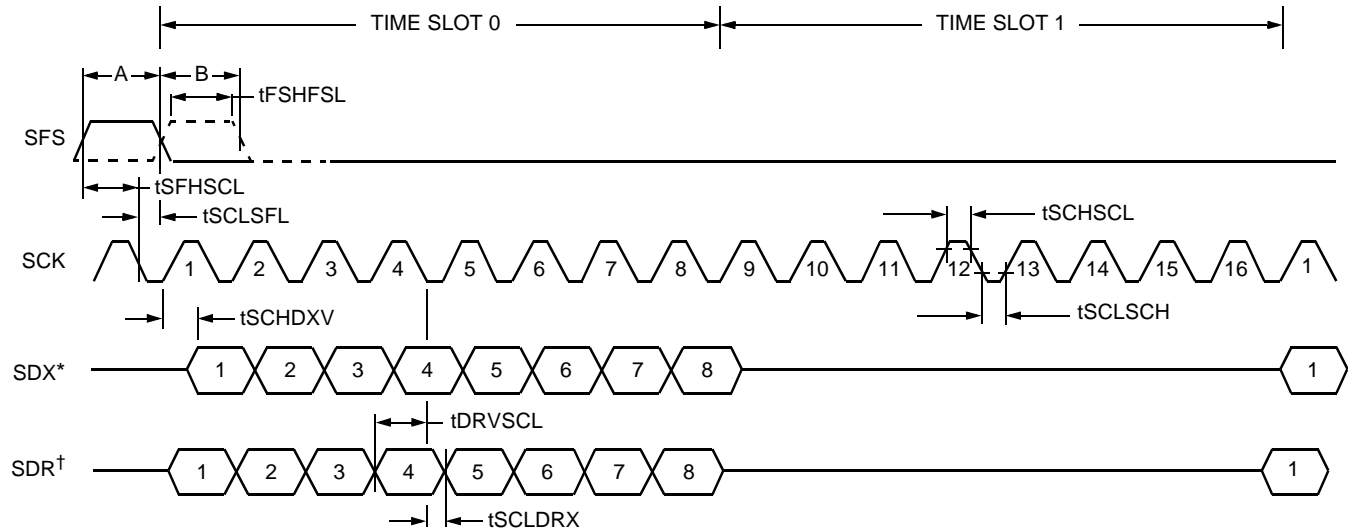 TIME SLOT 0 TIME SLOT 1
A B
tFSHFSL
SFS
tSFHSCL
tSCLSFL tSCHSCL
SCK 1 2 3 4 5 6 7 8 9 10 11 12 13 14 15 16 1
tSCHDXV tSCLSCH
SDX* 1 2 3 4 5 6 7 8 1
tDRVSCL
SDR† 1 2 3 4 5 6 7 8 1
tSCLDRX